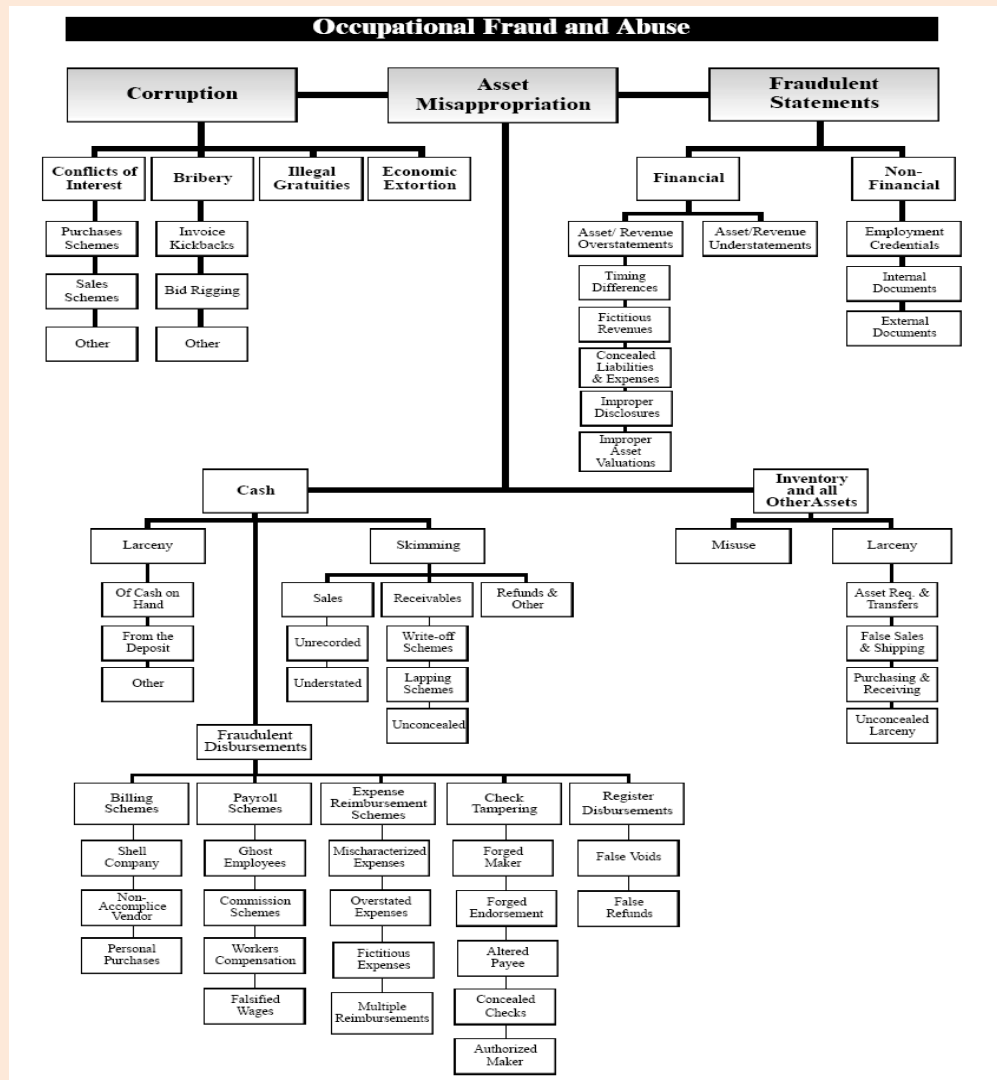 Occupational Fraud and Abuse
Corruption
Asset
Misappropriation
Fraudulent
Statements
Conflicts of
Interest
Bribery
Illegal
Gratuities
Economic
Extortion
Financial
Non-
Financial
Purchases
Schemes
Sales
Schemes
Other
Invoice
Kickbacks
Bid Rigging
Other
Asset/ Revenue
Overstatements
Timing
Differences
Fictitious
Revenues
Concealed
Liabilities
& Expenses
Improper
Disclosures
Improper
Asset
Valuations
Asset/Revenue
Understatements
Employment
Credentials
Internal
Documents
External
Documents
Cash
Inventory
and all
OtherAssets
Larceny
Of Cash on
Hand
From the
Deposit
Other
Skimming
Sales
Unrecorded
Understated
Receivables
Write-off
Schemes
Lapping
Schemes
Unconcealed
Refunds &
Other
Misuse
Larceny
Asset Req. &
Transfers
False Sales
& Shipping
Purchasing &
Receiving
Unconcealed
Larceny
Fraudulent
Disbursements
Billing
Schemes
Shell
Company
Non-
Accomplice
Vendor
Personal
Purchases
Payroll
Schemes
Ghost
Employees
Commission
Schemes
Workers
Compensation
Falsified
Wages
Expense
Reimbursement
Schemes
Mischaracterized
Expenses
Overstated
Expenses
Fictitious
Expenses
Multiple
Reimbursements
Check
Tampering
Forged
Maker
Forged
Endorsement
Altered
Payee
Concealed
Checks
Authorized
Maker
Register
Disbursements
False Voids
False
Refunds